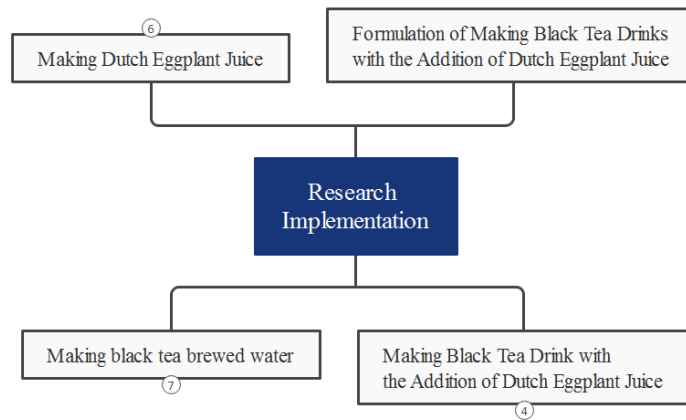 6
Making Dutch Eggplant Juice
Formulation of Making Black Tea Drinks
with the Addition of Dutch Eggplant Juice
Research
Implementation
Making black tea brewed water
7
Making Black Tea Drink with
the Addition of Dutch Eggplant Juice
4